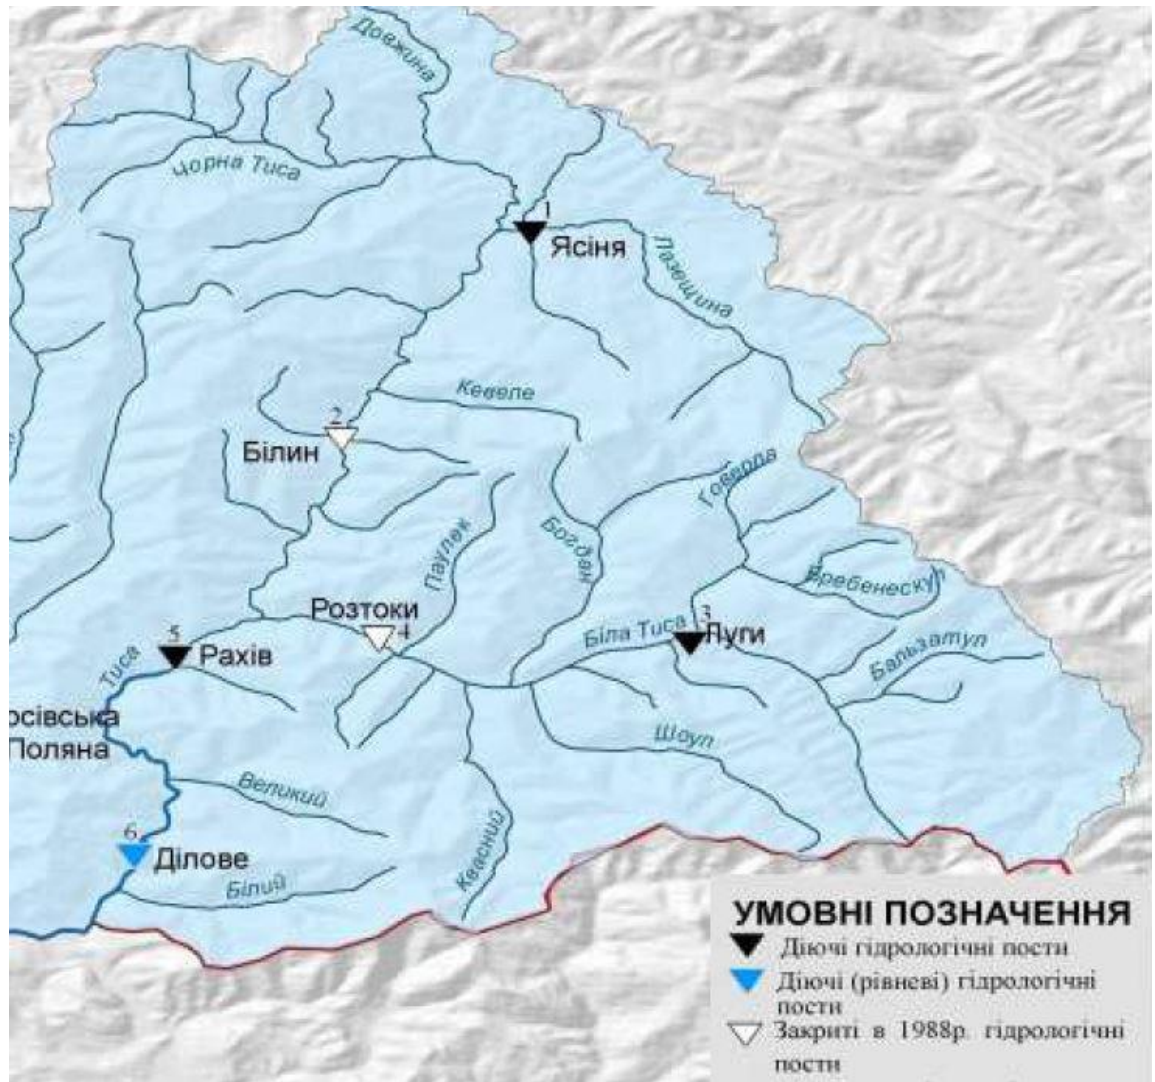 Довжина
Чорна Тиса
1
Ясіня
Лазещина
Кевеле
2
Білин
Говерла
Паулек
Богдан
Бребенескул
Розтоки
4
Біла Тиса
3
Луги
Бальзатул
5
Рахів
Тиса
осівська
Поляна
Шоул
Великий
6
Ділове
Білий
Квасний
УМОВНІ ПОЗНАЧЕННЯ
Діючі гідрологічні пости
Діючі (рівневі) гідрологічні
пости
Закриті в 1988р. гідрологічні
пости